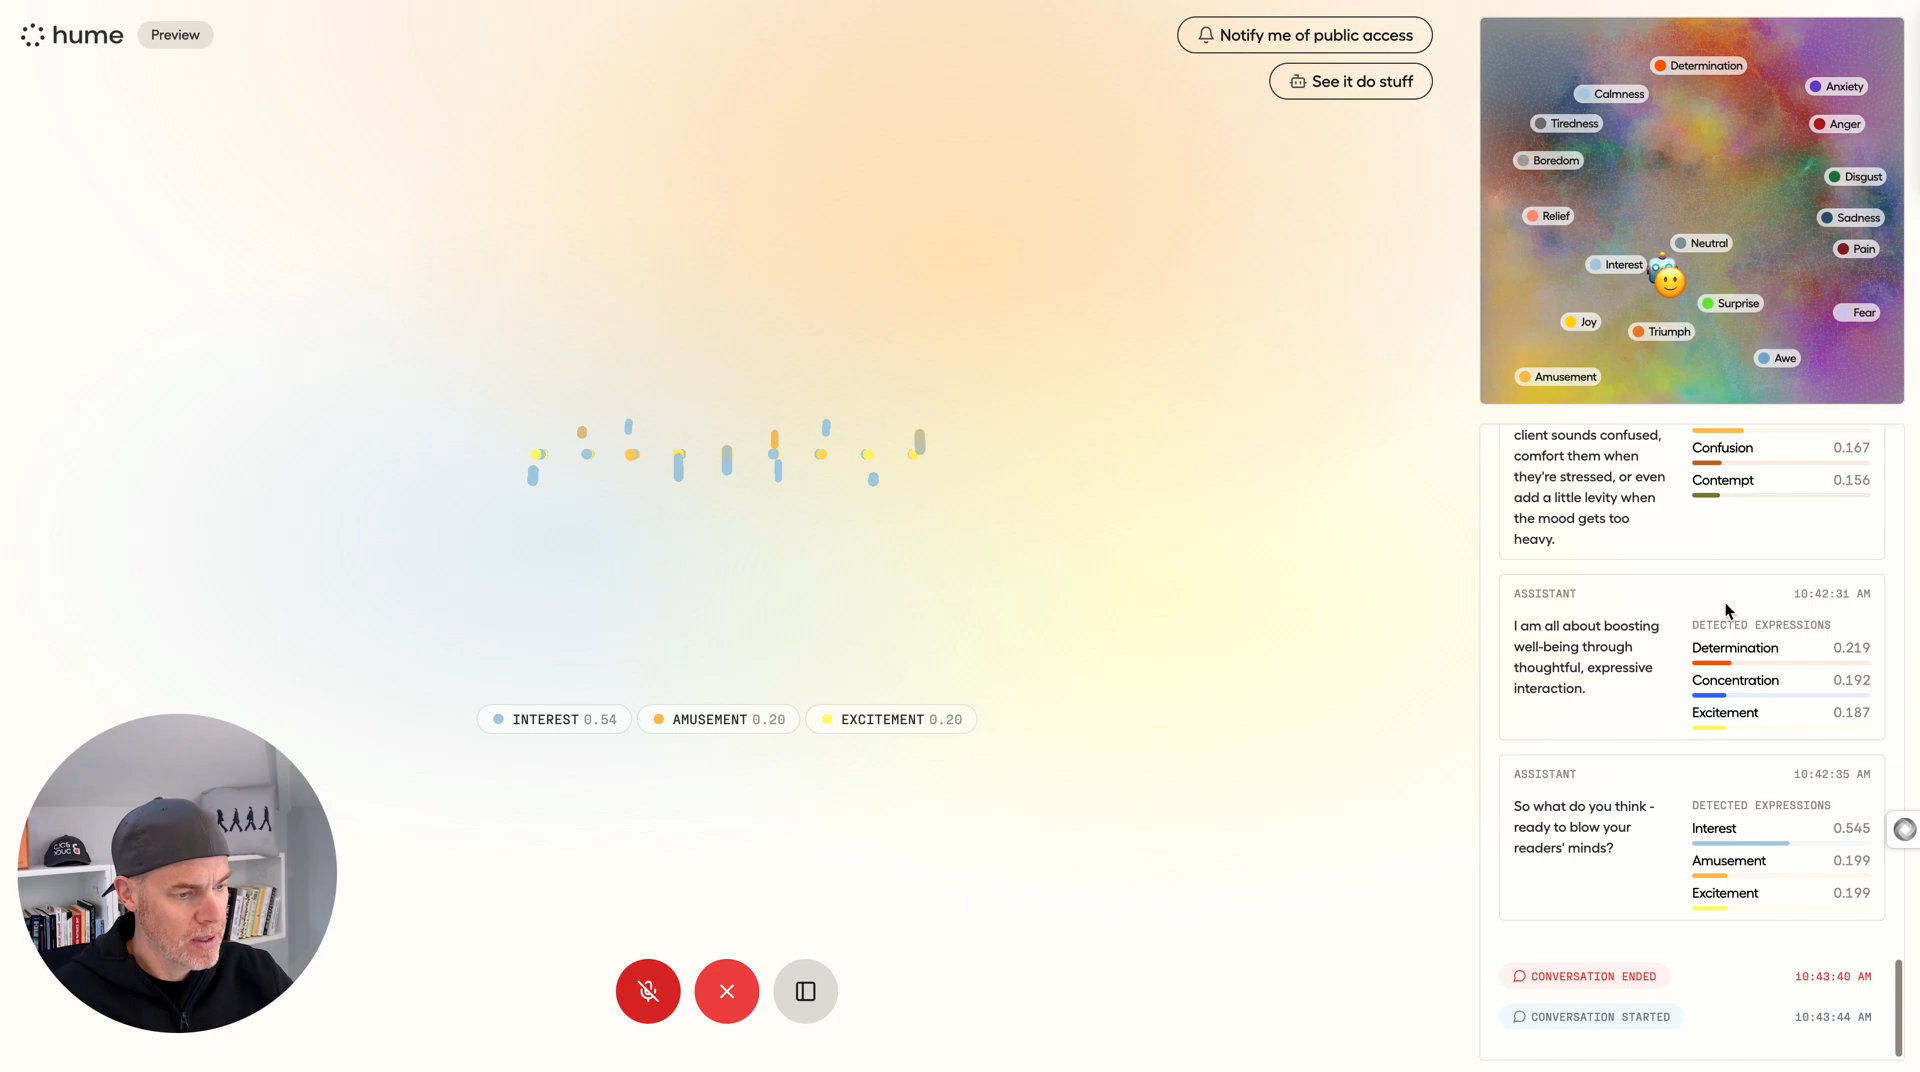 hume
Preview
Notify me of public access
See it do stuff
Determination
Calmness
Anxiety
Tiredness
Anger
Boredom
Disgust
Relief
Sadness
Neutral
Pain
Interest
Surprise
Fear
Joy
Triumph
Awe
Amusement
client sounds confused,
comfort them when
they're stressed, or even
add a little levity when
the mood gets too
heavy.
Confusion 0.167
Contempt 0.156
ASSISTANT 10:42:31 AM
I am all about boosting
well-being through
thoughtful, expressive
interaction.
DETECTED EXPRESSIONS
Determination 0.219
Concentration 0.192
Excitement 0.187
INTEREST 0.54
AMUSEMENT 0.20
EXCITEMENT 0.20
ASSISTANT 10:42:35 AM
So what do you think -
ready to blow your
readers' minds?
DETECTED EXPRESSIONS
Interest 0.545
Amusement 0.199
Excitement 0.199
CONVERSATION ENDED 10:43:40 AM
CONVERSATION STARTED 10:43:44 AM